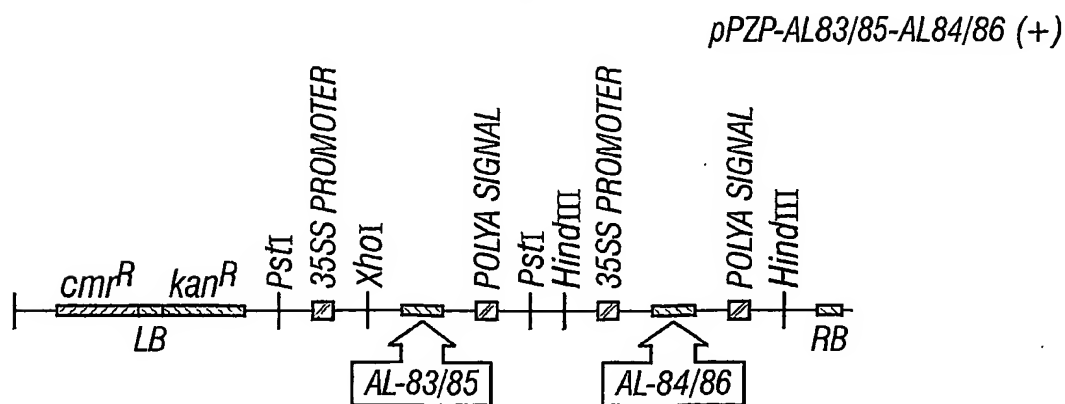 pPZP-AL83/85-AL84/86 (+)
cmrR
kanR
PstI
35SS PROMOTER
XhoI
POLYA SIGNAL
PstI
HindIII
35SS PROMOTER
POLYA SIGNAL
HindIII
LB
RB
AL-83/85
AL-84/86